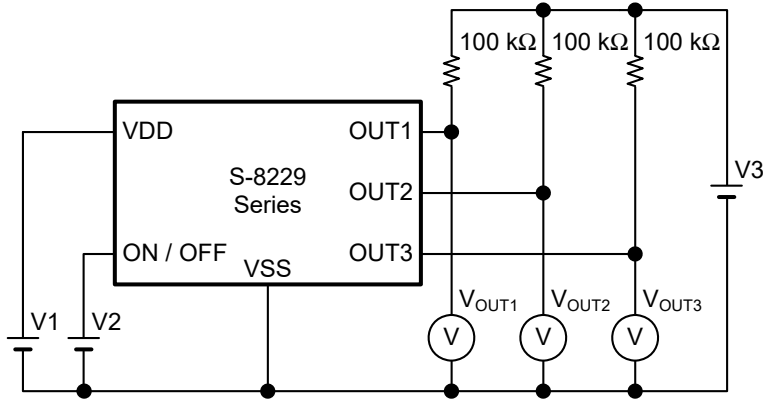 100 kΩ 100 kΩ 100 kΩ
VDD OUT1
S-8229
Series
OUT2
V3
ON / OFF OUT3
VSS
V1 V2
VOUT1 VOUT2 VOUT3
V V V